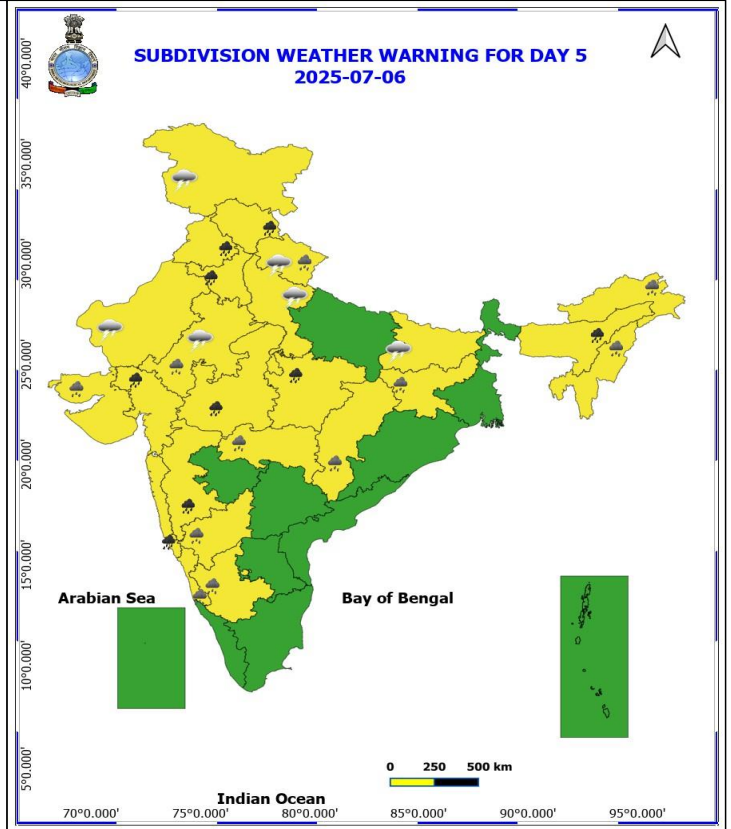 SUBDIVISION WEATHER WARNING FOR DAY 5
2025-07-06
40°0.000'
35°0.000'
30°0.000'
25°0.000'
20°0.000'
15°0.000'
10°0.000'
5°0.000'
Arabian Sea
Bay of Bengal
0 250 500 km
Indian Ocean
70°0.000' 75°0.000' 80°0.000' 85°0.000' 90°0.000' 95°0.000'